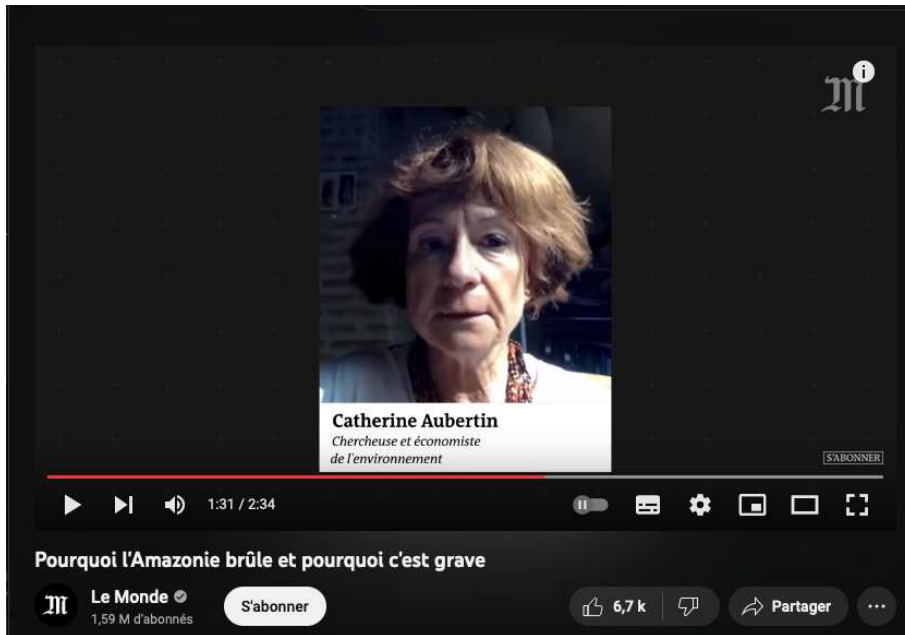 Catherine Aubertin
Chercheuse et économiste
de l'environnement
S'ABONNER
1:31 / 2:34
Pourquoi l'Amazonie brûle et pourquoi c'est grave
Le Monde
1,59 M d'abonnés
S'abonner
6,7 k
Partager